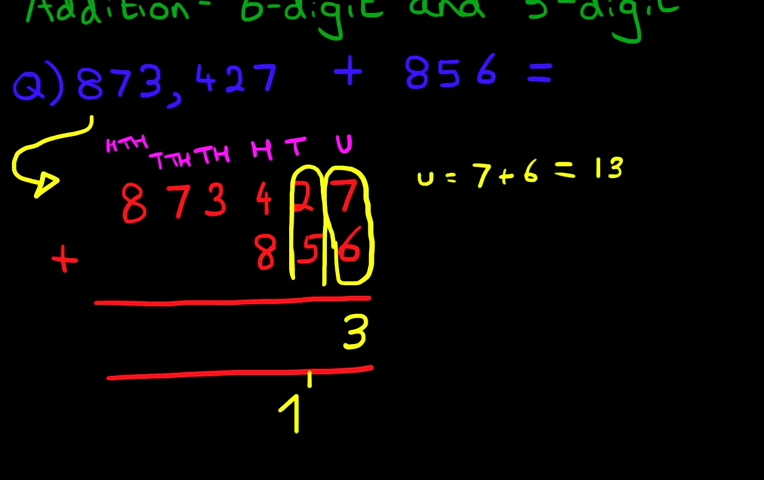 Addition- 6-digit and 3-digit
Q) 873,427 + 856 =
HTH TTH TH H T U
8 7 3 4 2 7
+ 8 5 6
3
1
U = 7+6 = 13